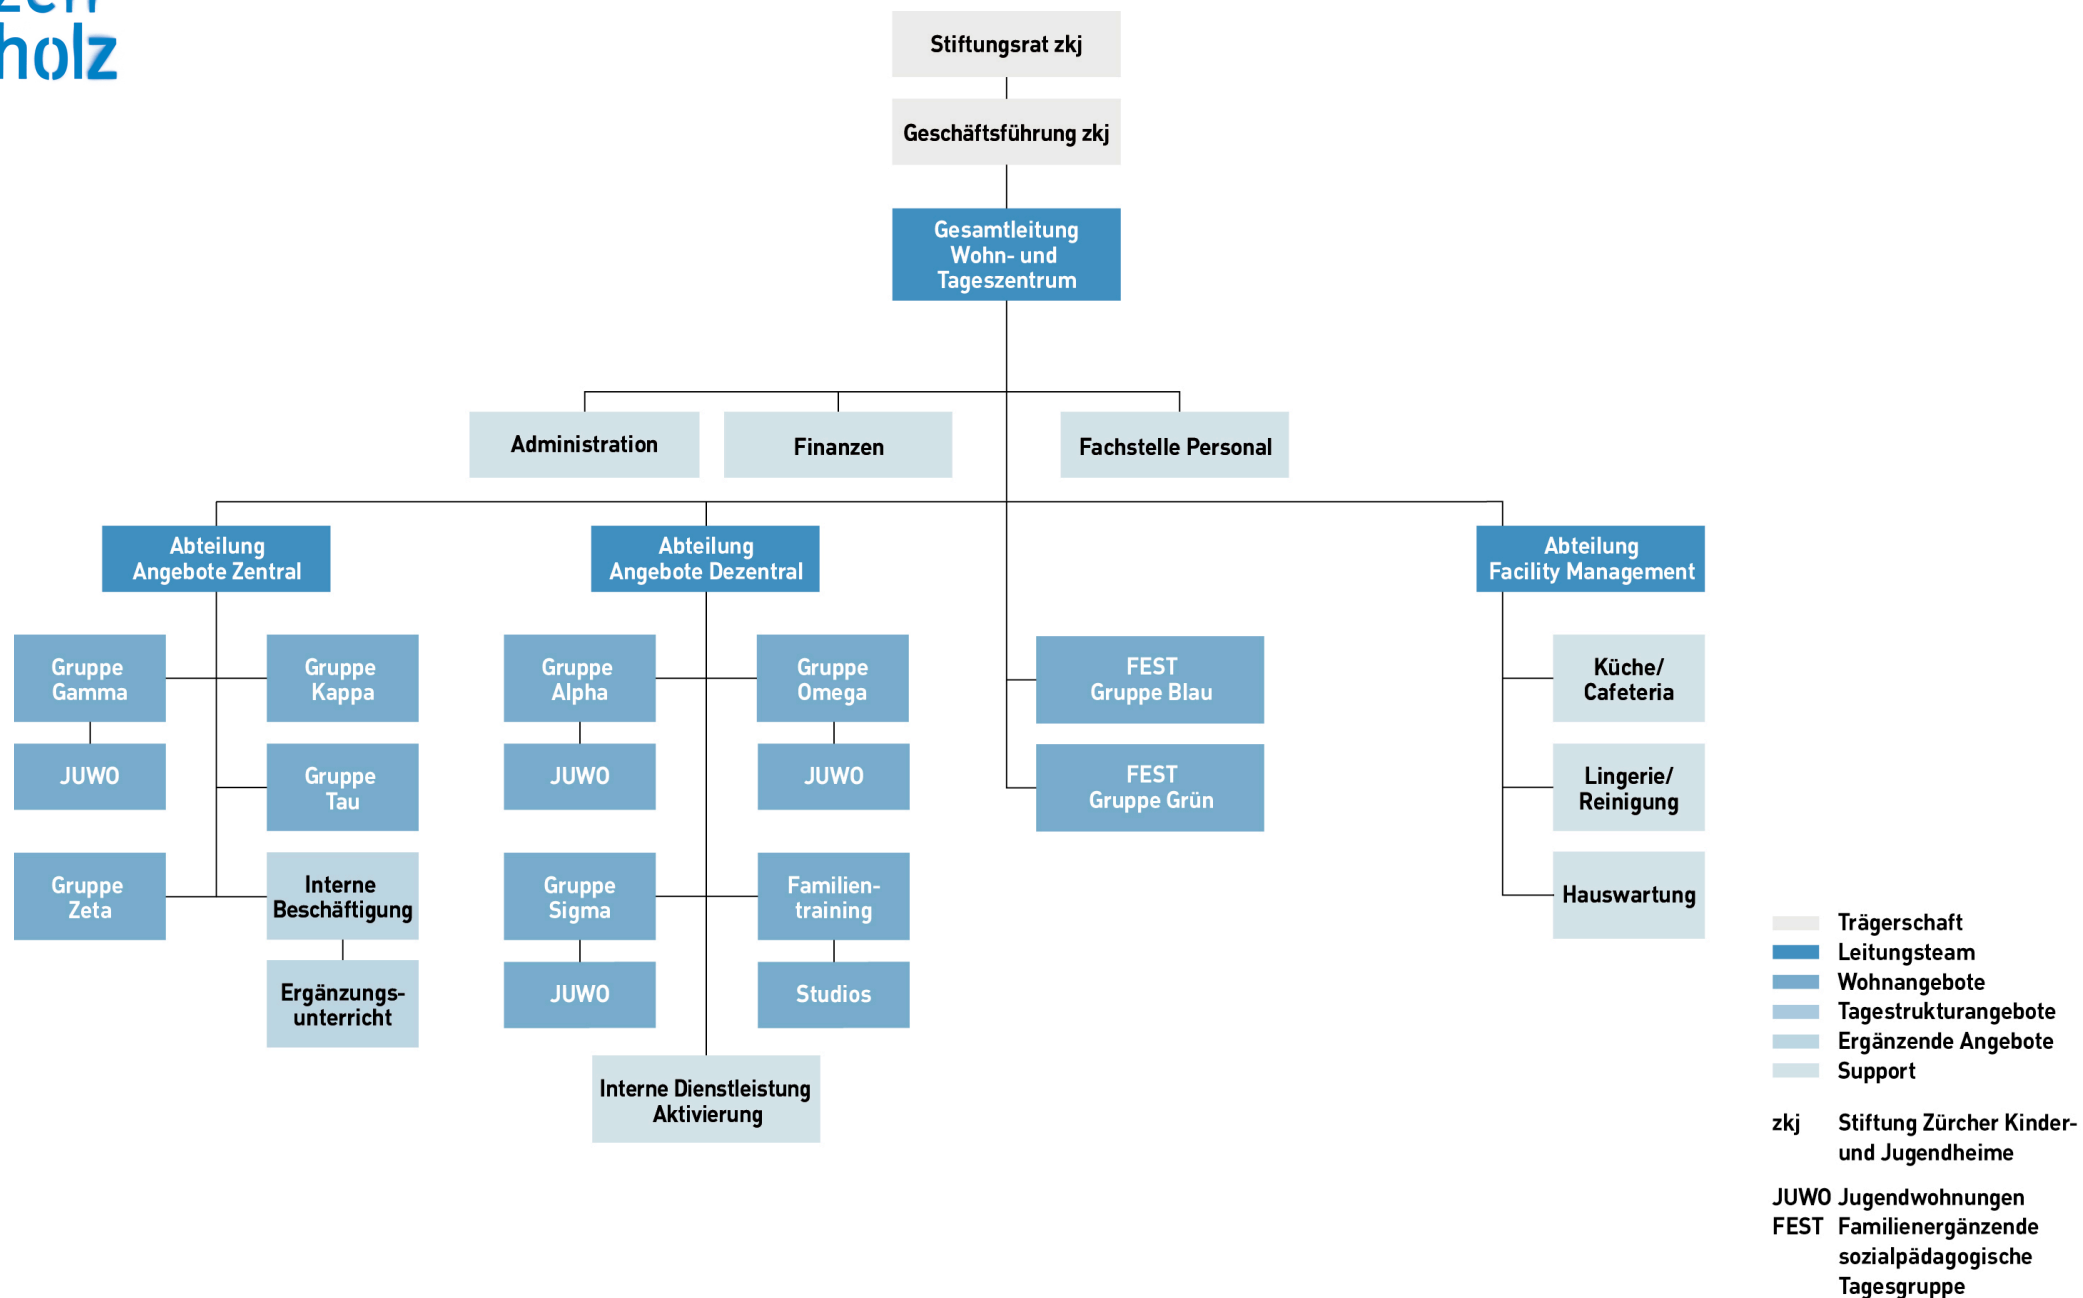 holz
Stiftungsrat zkj
Geschäftsführung zkj
Gesamtleitung
Wohn- und
Tageszentrum
Administration
Finanzen
Fachstelle Personal
Abteilung
Angebote Zentral
Abteilung
Angebote Dezentral
Abteilung
Facility Management
Gruppe
Gamma
Gruppe
Kappa
Gruppe
Alpha
Gruppe
Omega
FEST
Gruppe Blau
Küche/
Cafeteria
JUWO
Gruppe
Tau
JUWO
JUWO
FEST
Gruppe Grün
Lingerie/
Reinigung
Gruppe
Zeta
Interne
Beschäftigung
Gruppe
Sigma
Familien-
training
Hauswartung
Ergänzungs-
unterricht
JUWO
Studios
Interne Dienstleistung
Aktivierung
Trägerschaft
Leitungsteam
Wohnangebote
Tagestrukturangebote
Ergänzende Angebote
Support
zkj Stiftung Zürcher Kinder-
und Jugendheime
JUWO Jugendwohnungen
FEST Familienergänzende
sozialpädagogische
Tagesgruppe